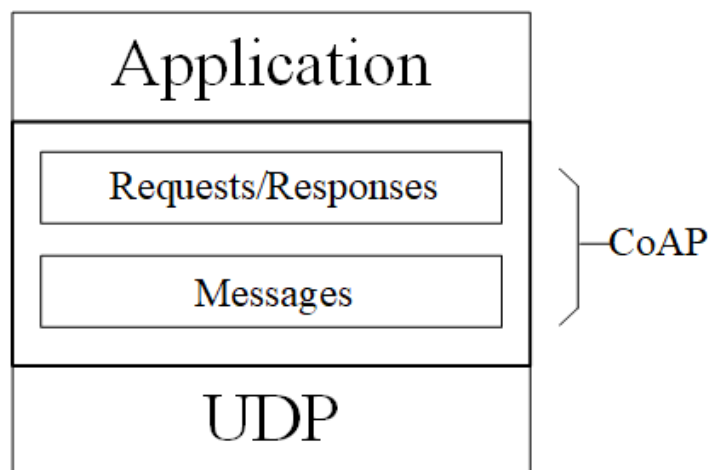 Application
Requests/Responses
CoAP
Messages
UDP